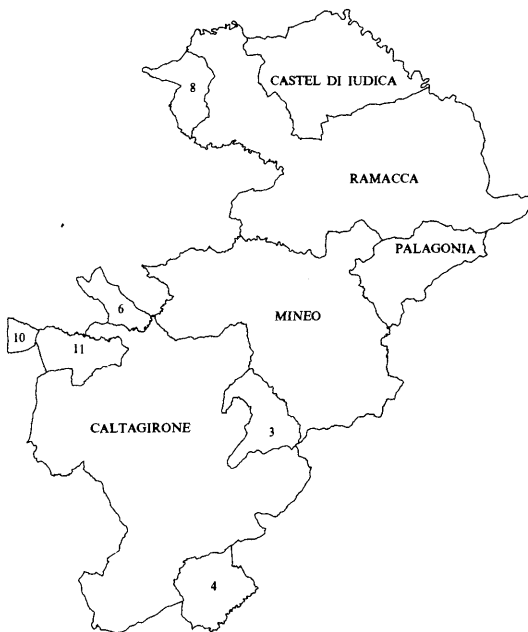 8
CASTEL DI IUDICA
RAMACCA
PALAGONIA
6
MINEO
10
11
CALTAGIRONE
3
4